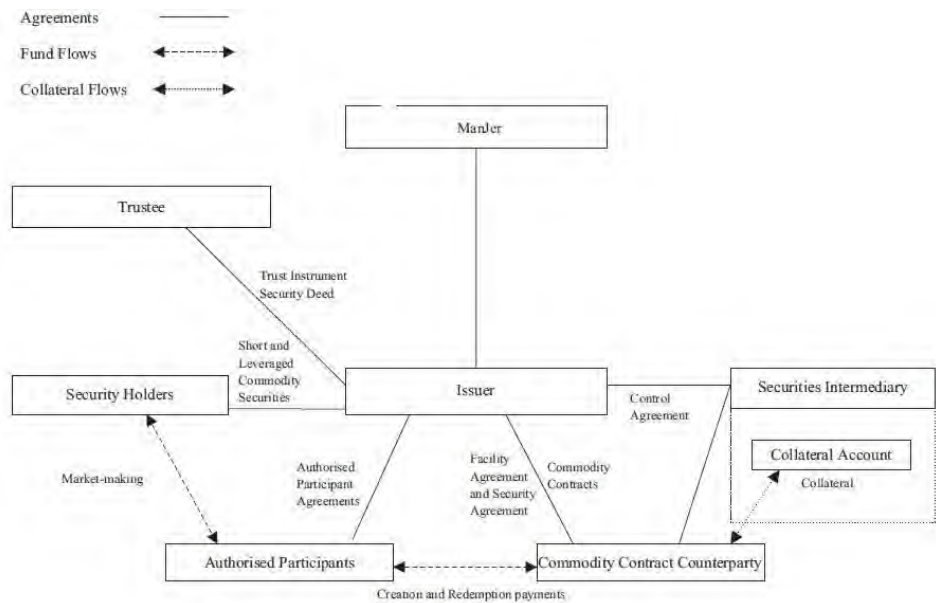 Agreements
Fund Flows
Collateral Flows
ManJer
Trustee
Trust Instrument
Security Deed
Short and
Leveraged
Commodity
Securities
Security Holders
Issuer
Securities Intermediary
Control
Agreement
Collateral Account
Collateral
Market-making
Authorised
Participant
Agreements
Facility
Agreement
and Security
Agreement
Commodity
Contracts
Authorised Participants
Commodity Contract Counterparty
Creation and Redemption payments